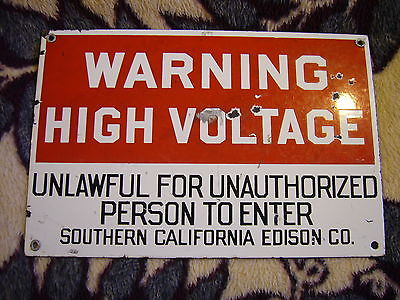 WARNING
HIGH VOLTAGE
UNLAWFUL FOR UNAUTHORIZED
PERSON TO ENTER
SOUTHERN CALIFORNIA EDISON CO.